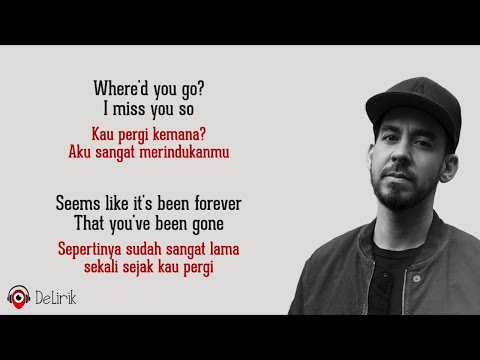 Where'd you go?
I miss you so
Kau pergi kemana?
Aku sangat merindukanmu
Seems like it's been forever
That you've been gone
Sepertinya sudah sangat lama
sekali sejak kau pergi
DeLirik